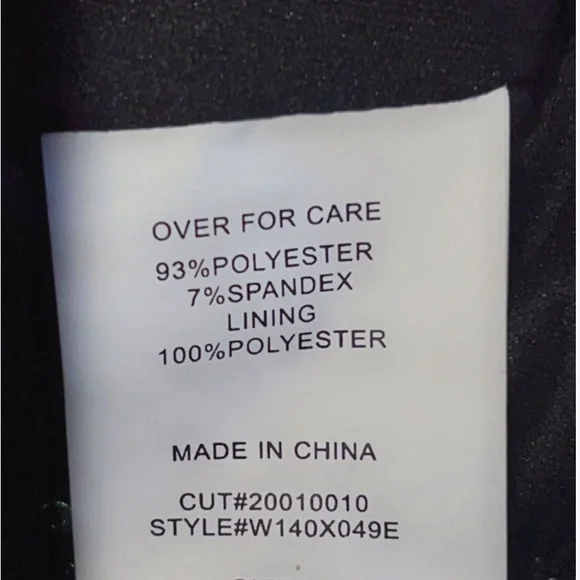 OVER FOR CARE
93%POLYESTER
7%SPANDEX
LINING
100%POLYESTER
MADE IN CHINA
CUT#20010010
STYLE#W140X049E